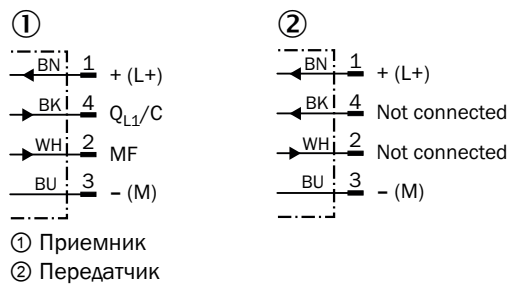 ① ②
BN 1 + (L+)
BK 4 Q_L1/C
WH 2 MF
BU 3 − (M)
BN 1 + (L+)
BK 4 Not connected
WH 2 Not connected
BU 3 − (M)
① Приемник
② Передатчик